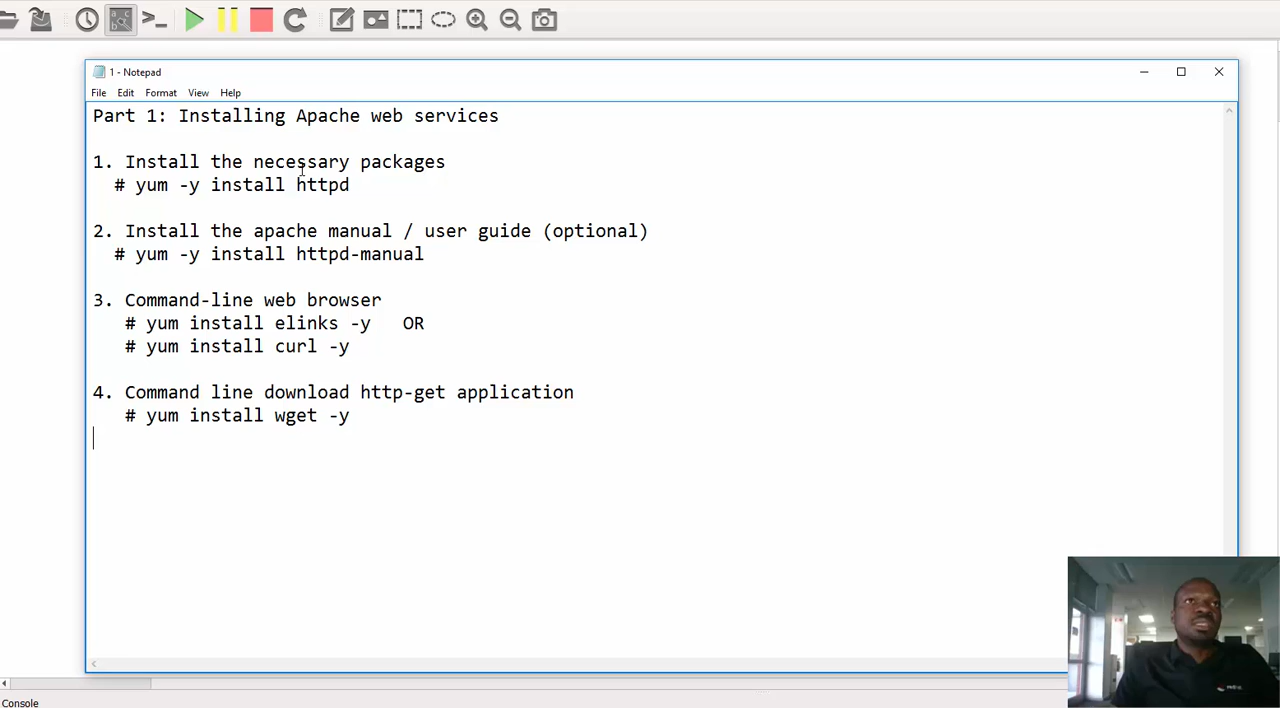 1 - Notepad
File Edit Format View Help
Part 1: Installing Apache web services
1. Install the necessary packages
# yum -y install httpd
2. Install the apache manual / user guide (optional)
# yum -y install httpd-manual
3. Command-line web browser
# yum install elinks -y OR
# yum install curl -y
4. Command line download http-get application
# yum install wget -y
Console